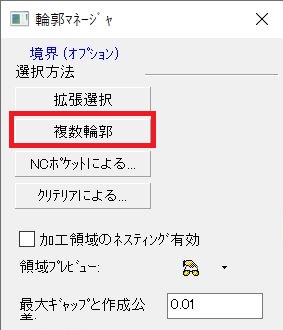 輪郭マネージャ
境界 (オプション)
選択方法
拡張選択
複数輪郭
NCポケットによる...
クリテリアによる...
加工領域のネスティング有効
領域プレビュー:
最大ギャップと作成公差:
0.01